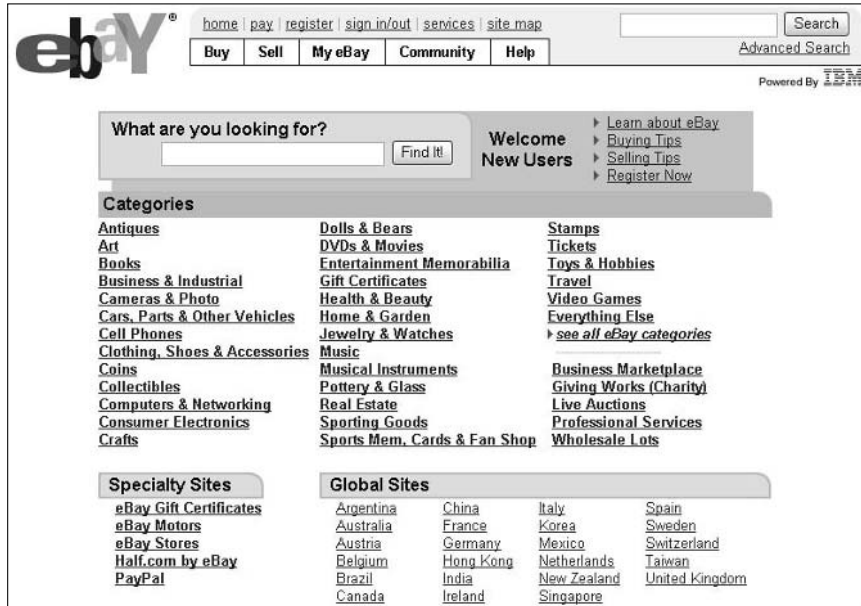 ebay®
home | pay | register | sign in/out | services | site map
Search
Buy Sell My eBay Community Help
Advanced Search
Powered By IBM
What are you looking for?
Find It!
Welcome
New Users
Learn about eBay
Buying Tips
Selling Tips
Register Now
Categories
Antiques
Art
Books
Business & Industrial
Cameras & Photo
Cars, Parts & Other Vehicles
Cell Phones
Clothing, Shoes & Accessories
Coins
Collectibles
Computers & Networking
Consumer Electronics
Crafts
Dolls & Bears
DVDs & Movies
Entertainment Memorabilia
Gift Certificates
Health & Beauty
Home & Garden
Jewelry & Watches
Music
Musical Instruments
Pottery & Glass
Real Estate
Sporting Goods
Sports Mem, Cards & Fan Shop
Stamps
Tickets
Toys & Hobbies
Travel
Video Games
Everything Else
see all eBay categories
Business Marketplace
Giving Works (Charity)
Live Auctions
Professional Services
Wholesale Lots
Specialty Sites
eBay Gift Certificates
eBay Motors
eBay Stores
Half.com by eBay
PayPal
Global Sites
Argentina
Australia
Austria
Belgium
Brazil
Canada
China
France
Germany
Hong Kong
India
Ireland
Italy
Korea
Mexico
Netherlands
New Zealand
Singapore
Spain
Sweden
Switzerland
Taiwan
United Kingdom